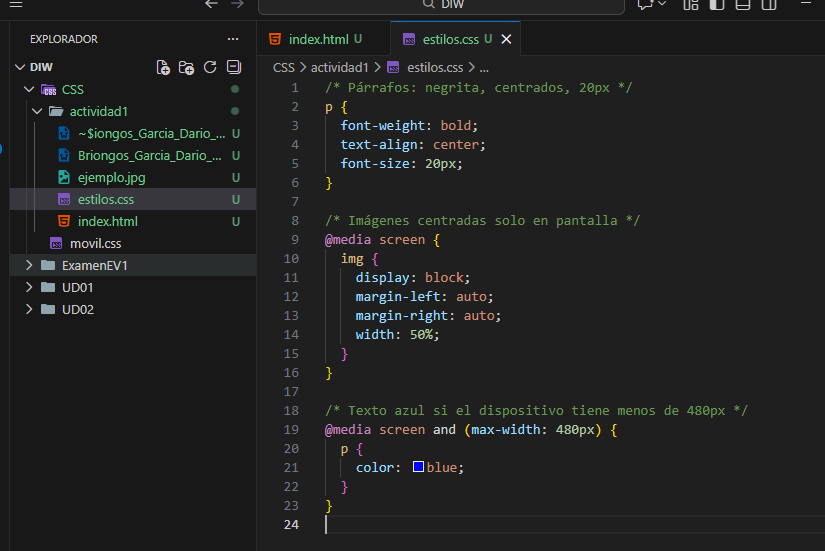 DIW
EXPLORADOR
index.html U
estilos.css U
DIW
CSS > actividad1 > estilos.css > ...
CSS
actividad1
~$iongos_Garcia_Dario_... U
Briongos_Garcia_Dario_... U
ejemplo.jpg U
estilos.css U
index.html U
movil.css
ExamenEV1
UD01
UD02
1 /* Párrafos: negrita, centrados, 20px */
2 p {
3 font-weight: bold;
4 text-align: center;
5 font-size: 20px;
6 }
7
8 /* Imágenes centradas solo en pantalla */
9 @media screen {
10 img {
11 display: block;
12 margin-left: auto;
13 margin-right: auto;
14 width: 50%;
15 }
16 }
17
18 /* Texto azul si el dispositivo tiene menos de 480px */
19 @media screen and (max-width: 480px) {
20 p {
21 color: blue;
22 }
23 }
24